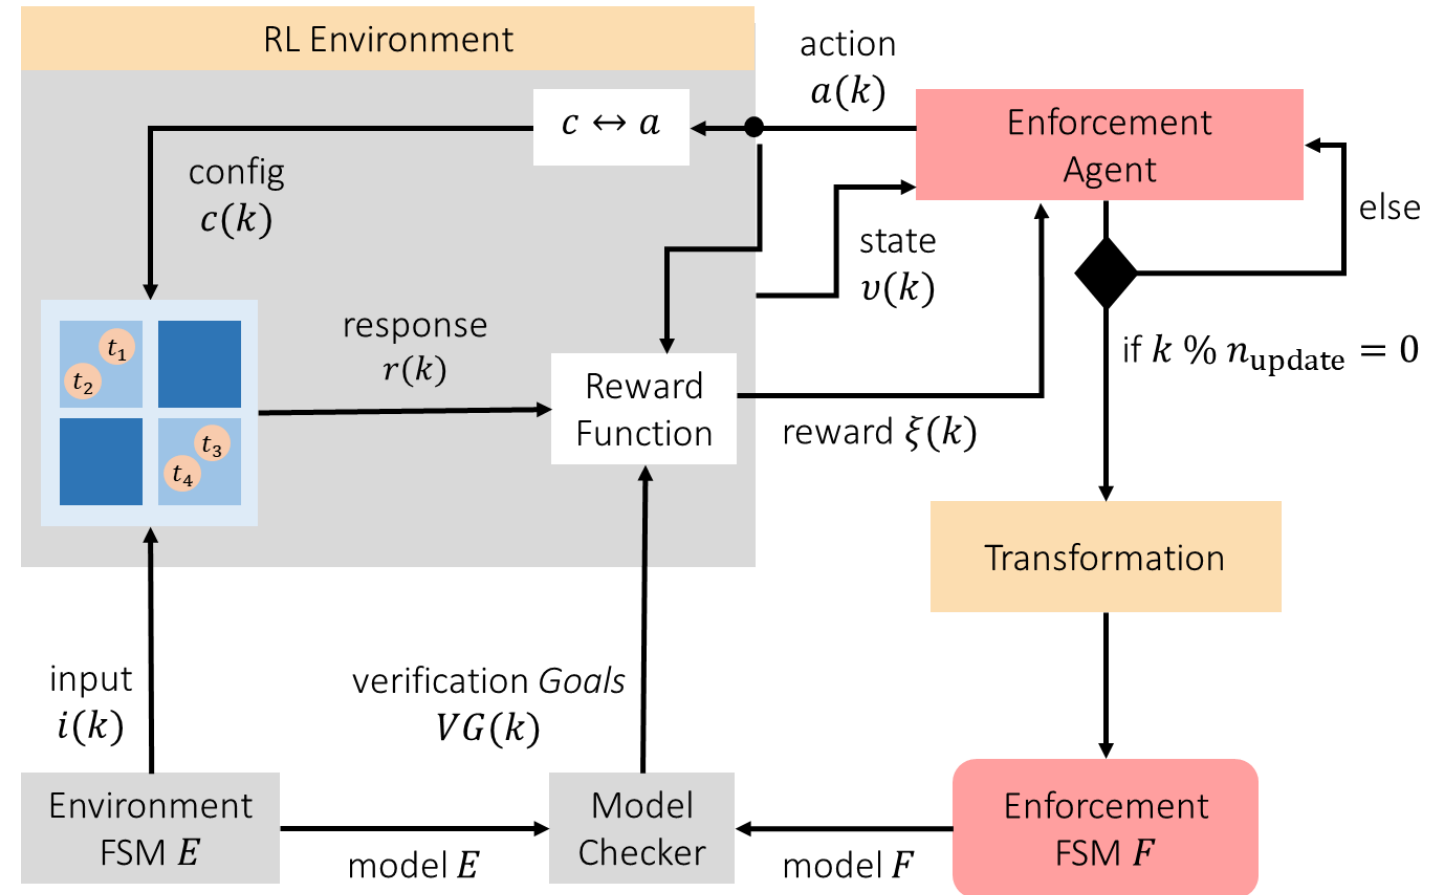 RL Environment
action
a(k)
c ↔ a
Enforcement
Agent
config
c(k)
else
state
υ(k)
response
r(k)
if k % n_update = 0
t₁
t₂
Reward
Function
reward ξ(k)
t₃
t₄
Transformation
input
i(k)
verification Goals
VG(k)
Environment
FSM E
Model
Checker
Enforcement
FSM F
model E
model F